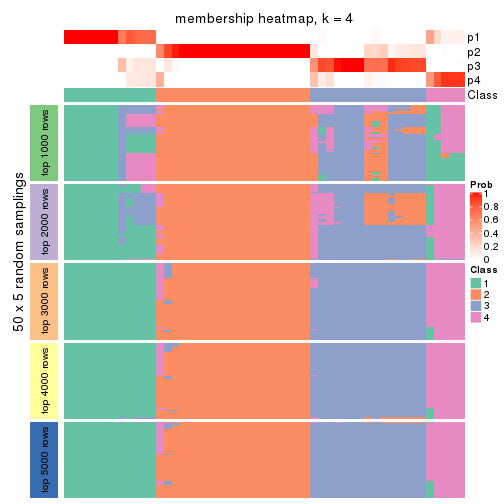 membership heatmap, k = 4
p1
p2
p3
p4
Class
50 x 5 random samplings
top 1000 rows
top 2000 rows
top 3000 rows
top 4000 rows
top 5000 rows
Prob
1
0.8
0.6
0.4
0.2
0
Class
1
2
3
4